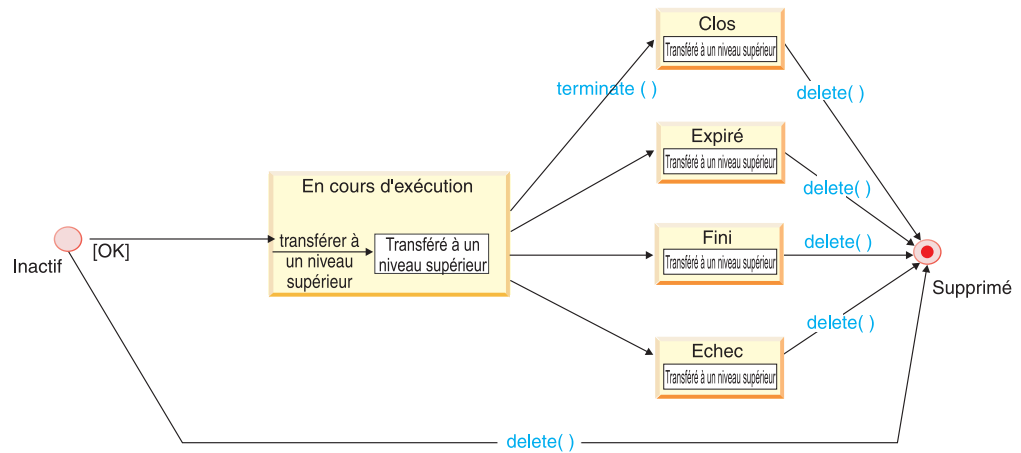 Clos
Transféré à un niveau supérieur
terminate ( )
delete( )
Expiré
Transféré à un niveau supérieur
delete( )
En cours d'exécution
transférer à
un niveau
supérieur
Transféré à un
niveau supérieur
[OK]
Inactif
Fini
Transféré à un niveau supérieur
delete( )
Supprimé
delete( )
Echec
Transféré à un niveau supérieur
delete( )